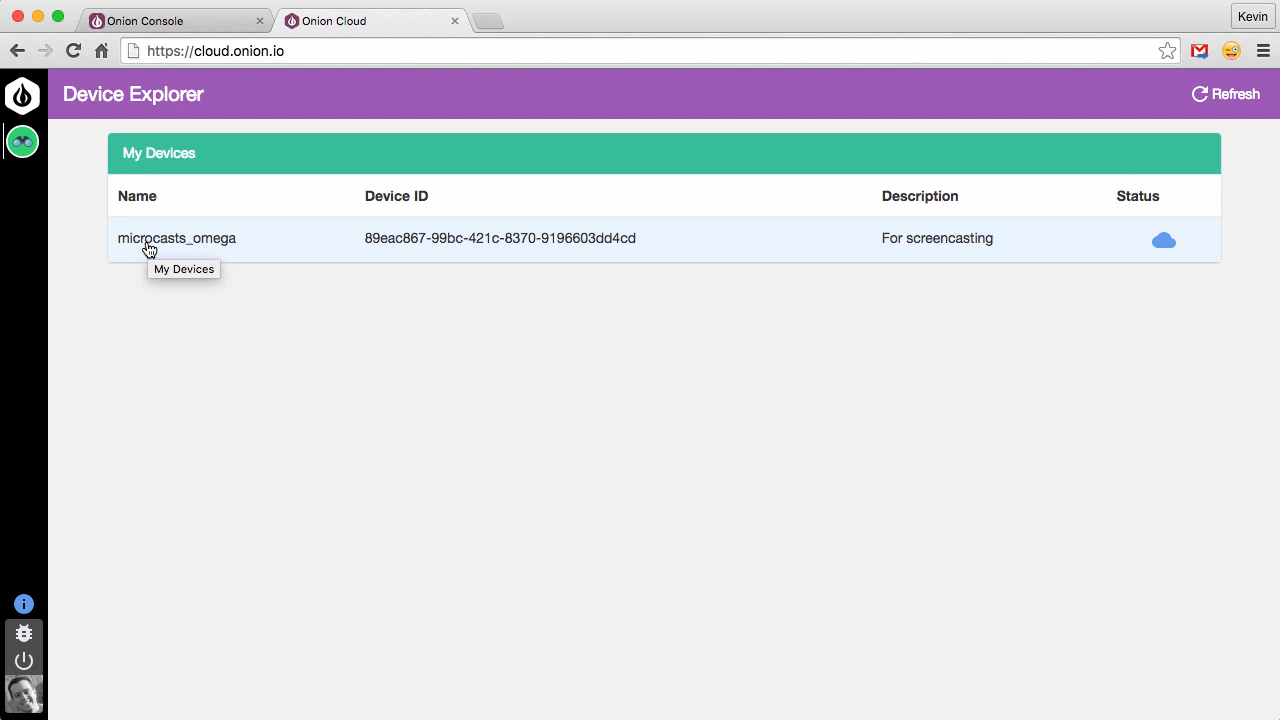 Onion Console
Onion Cloud
Kevin
https://cloud.onion.io
Device Explorer
Refresh
My Devices
Name Device ID Description Status
microcasts_omega 89eac867-99bc-421c-8370-9196603dd4cd For screencasting
My Devices